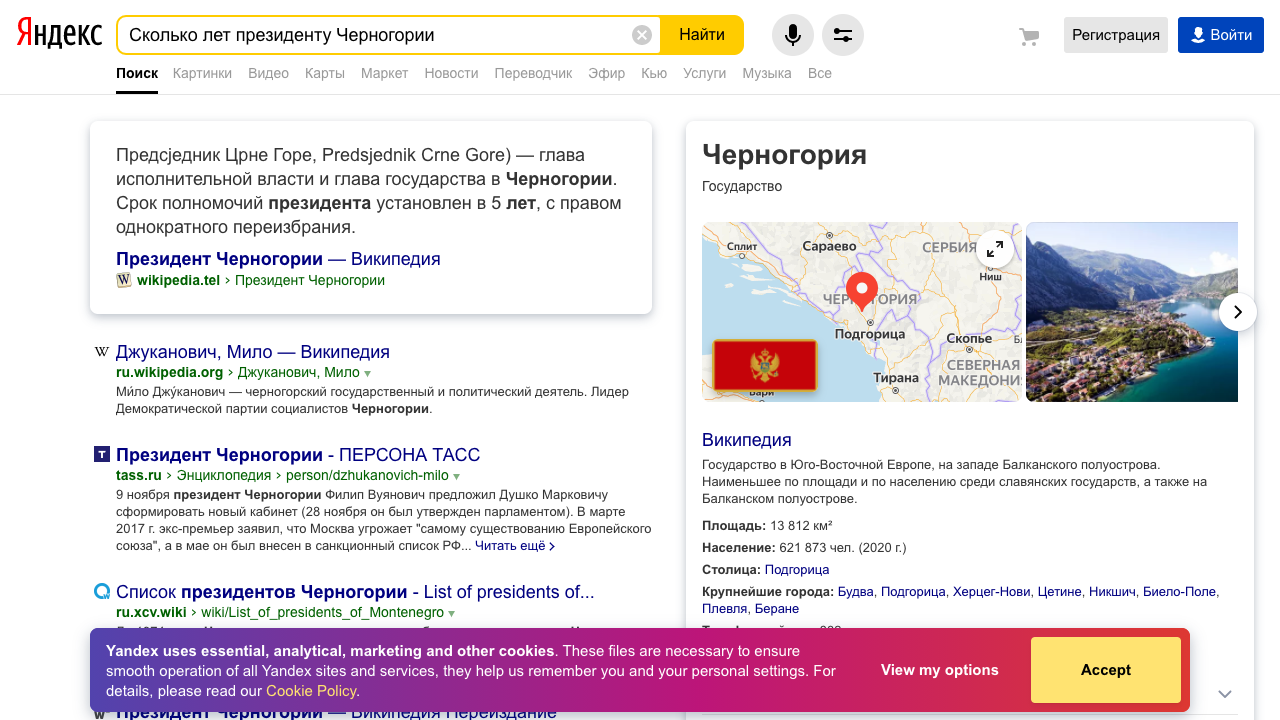 Яндекс
Сколько лет президенту Черногории
Найти
Регистрация
Войти
Поиск Картинки Видео Карты Маркет Новости Переводчик Эфир Кью Услуги Музыка Все
Предсједник Црне Горе, Predsjednik Crne Gore) — глава
исполнительной власти и глава государства в Черногории.
Срок полномочий президента установлен в 5 лет, с правом
однократного переизбрания.
Президент Черногории — Википедия
wikipedia.tel › Президент Черногории
Джуканович, Мило — Википедия
ru.wikipedia.org › Джуканович, Мило
Ми́ло Джу́канович — черногорский государственный и политический деятель. Лидер
Демократической партии социалистов Черногории.
Президент Черногории - ПЕРСОНА ТАСС
tass.ru › Энциклопедия › person/dzhukanovich-milo
9 ноября президент Черногории Филип Вуянович предложил Душко Марковичу
сформировать новый кабинет (28 ноября он был утвержден парламентом). В марте
2017 г. экс-премьер заявил, что Москва угрожает "самому существованию Европейского
союза", а в мае он был внесен в санкционный список РФ... Читать ещё ›
Список президентов Черногории - List of presidents of...
ru.xcv.wiki › wiki/List_of_presidents_of_Montenegro
Президент Черногории — Википедия Переиздание
Черногория
Государство
Сплит
Сараево
СЕРБИЯ
Ниш
ЧЕРНОГОРИЯ
Подгорица
Скопье
СЕВЕРНАЯ
МАКЕДОНИЯ
Тирана
Бари
Википедия
Государство в Юго-Восточной Европе, на западе Балканского полуострова.
Наименьшее по площади и по населению среди славянских государств, а также на
Балканском полуострове.
Площадь: 13 812 км²
Население: 621 873 чел. (2020 г.)
Столица: Подгорица
Крупнейшие города: Будва, Подгорица, Херцег-Нови, Цетине, Никшич, Биело-Поле,
Плевля, Беране
Yandex uses essential, analytical, marketing and other cookies. These files are necessary to ensure
smooth operation of all Yandex sites and services, they help us remember you and your personal settings. For
details, please read our Cookie Policy.
View my options
Accept